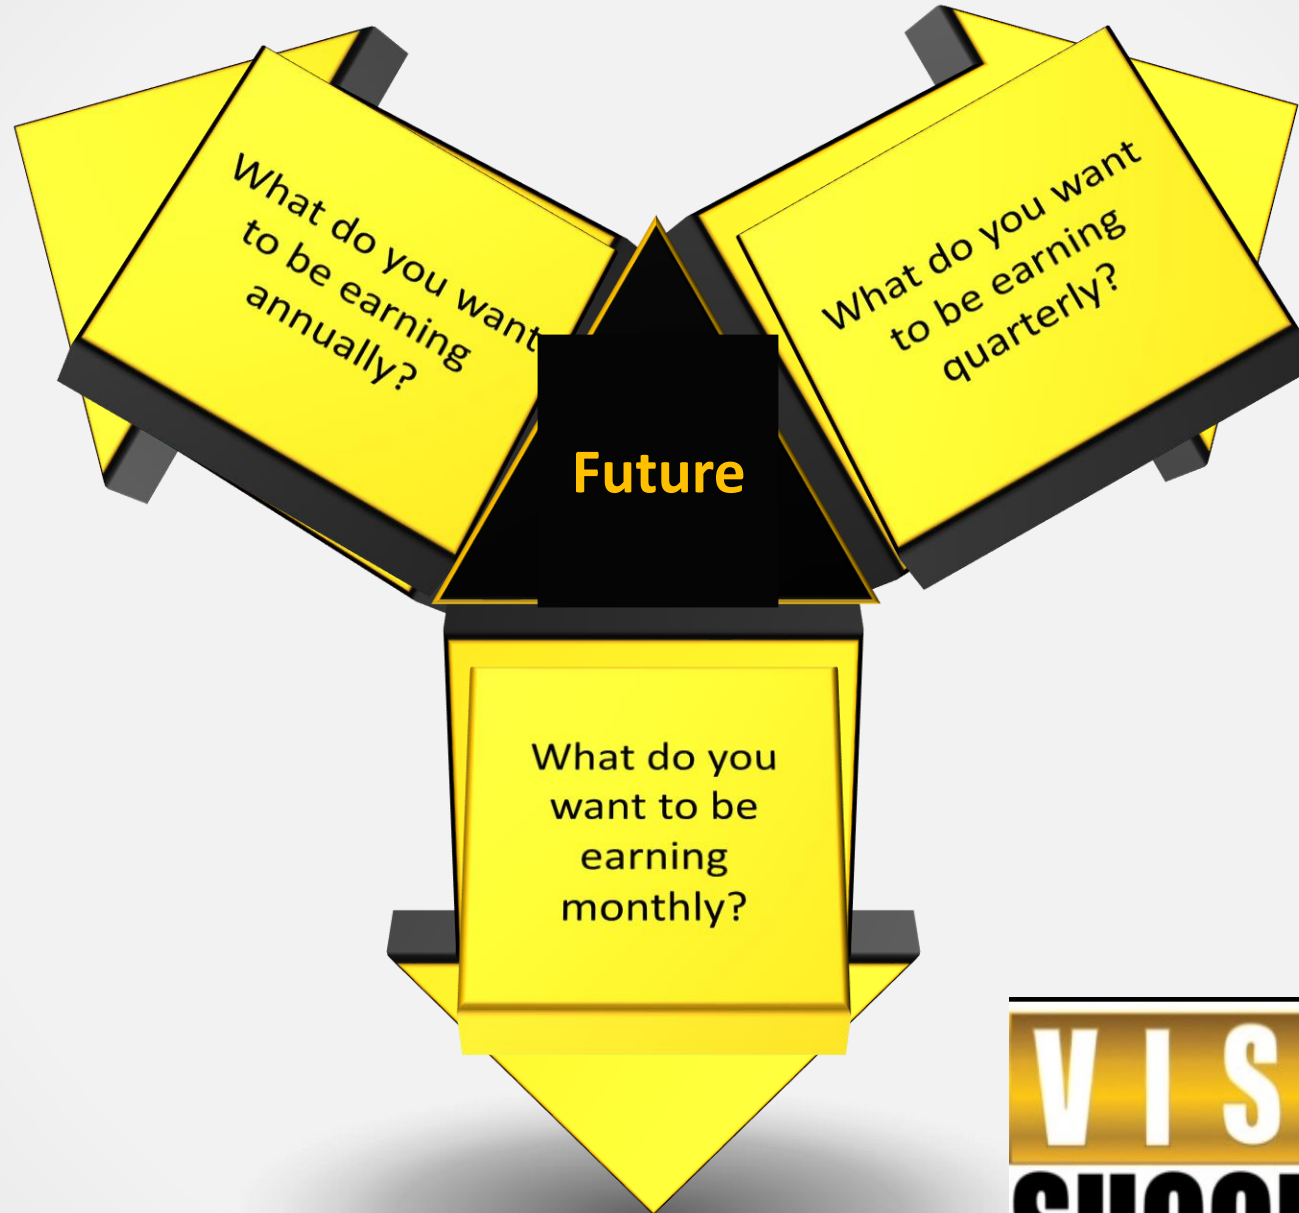 What do you want
to be earning
annually?
What do you want
to be earning
quarterly?
Future
What do you
want to be
earning
monthly?
VIS